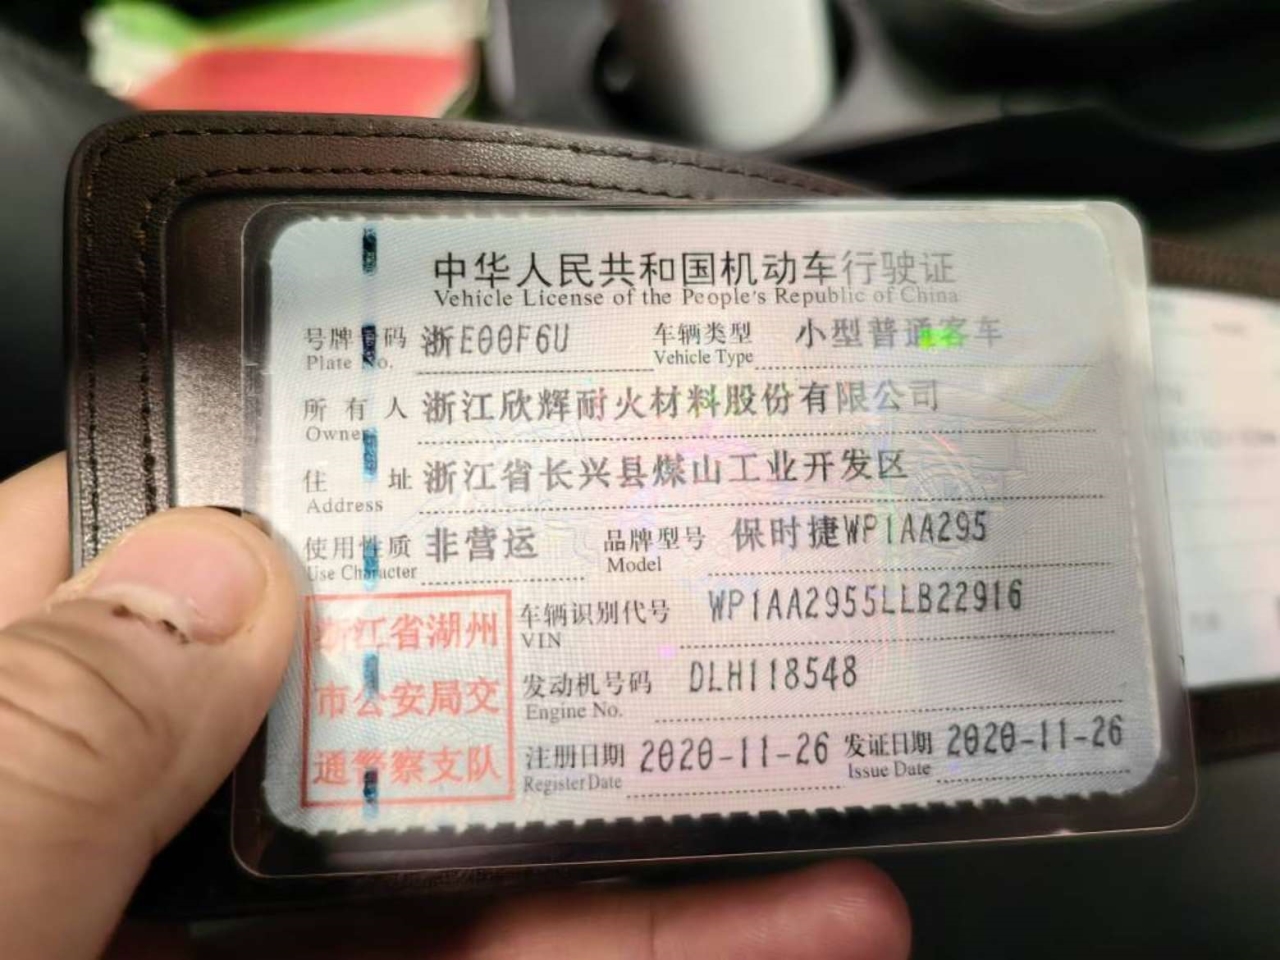 中华人民共和国机动车行驶证
Vehicle License of the People's Republic of China
号牌号码 浙E00F6U 车辆类型 小型普通客车
Plate No. Vehicle Type
所有人 浙江欣辉耐火材料股份有限公司
Owner
住址 浙江省长兴县煤山工业开发区
Address
使用性质 非营运 品牌型号 保时捷WP1AA295
Use Character Model
车辆识别代号 WP1AA2955LLB22916
VIN
发动机号码 DLH118548
Engine No.
注册日期 2020-11-26 发证日期 2020-11-26
Register Date Issue Date
浙江省湖州
市公安局交
通警察支队